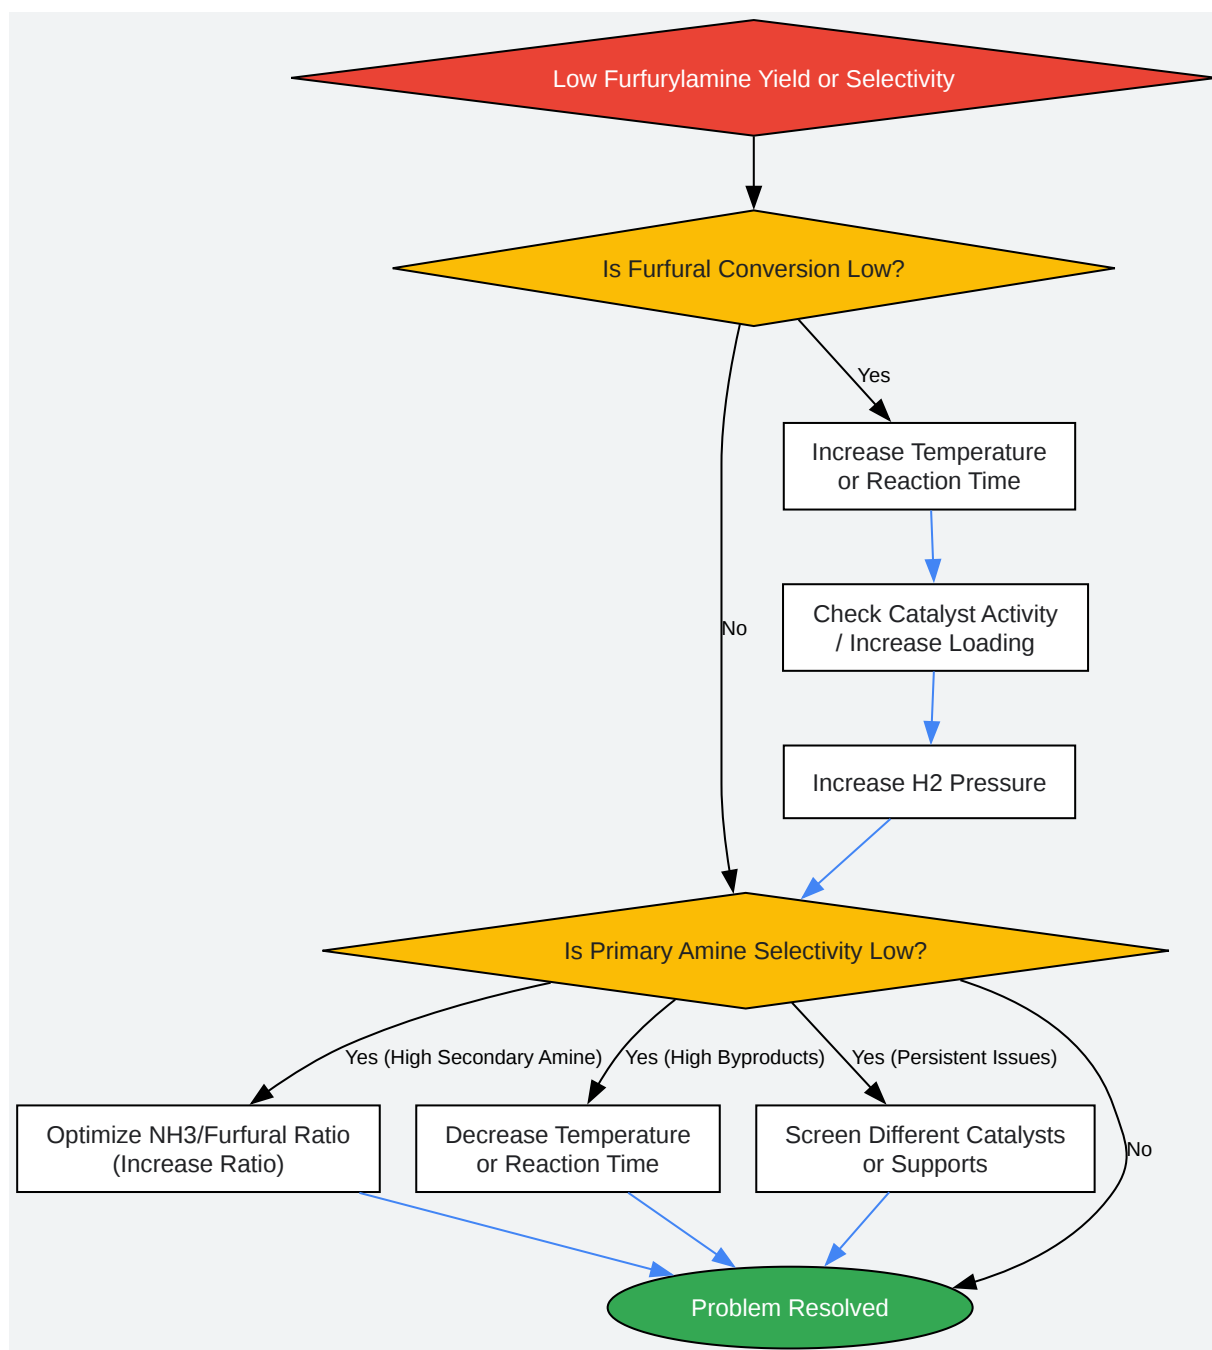 Low Furfurylamine Yield or Selectivity
Is Furfural Conversion Low?
Yes
Increase Temperature
or Reaction Time
No
Check Catalyst Activity
/ Increase Loading
Increase H2 Pressure
Is Primary Amine Selectivity Low?
Yes (High Secondary Amine)
Yes (High Byproducts)
Yes (Persistent Issues)
Optimize NH3/Furfural Ratio
(Increase Ratio)
Decrease Temperature
or Reaction Time
Screen Different Catalysts
or Supports
No
Problem Resolved